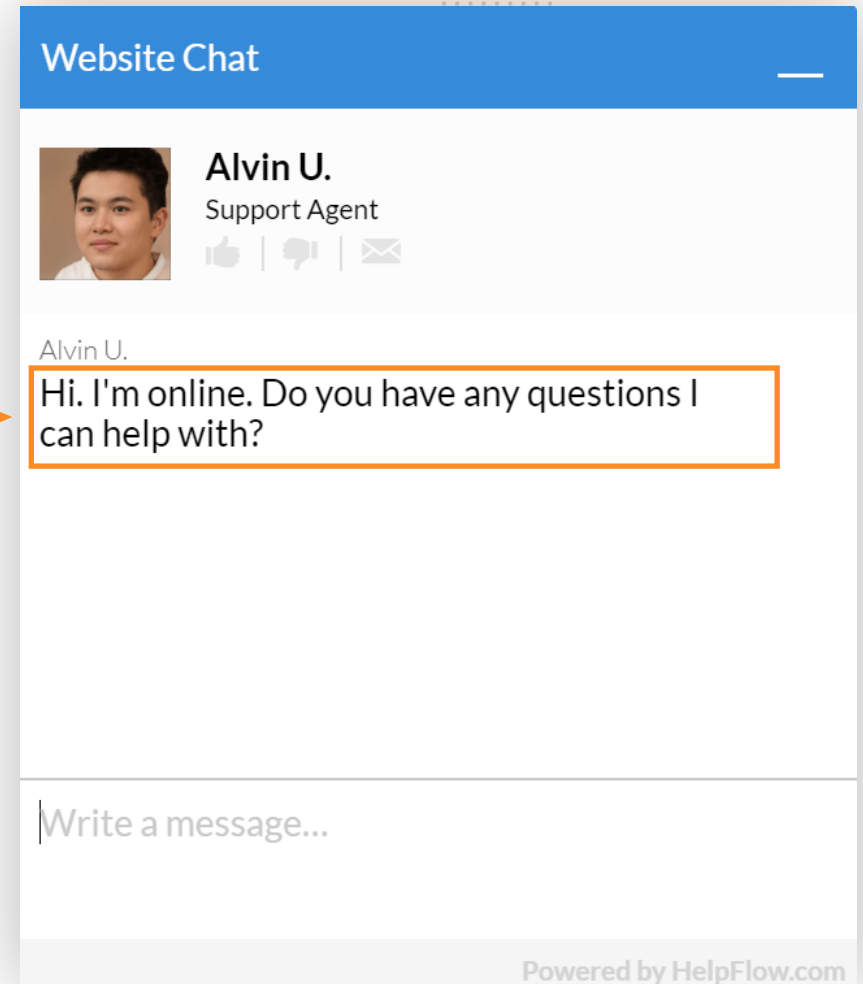 Website Chat
Alvin U.
Support Agent
Alvin U.
Hi. I'm online. Do you have any questions I
can help with?
Write a message...
Powered by HelpFlow.com